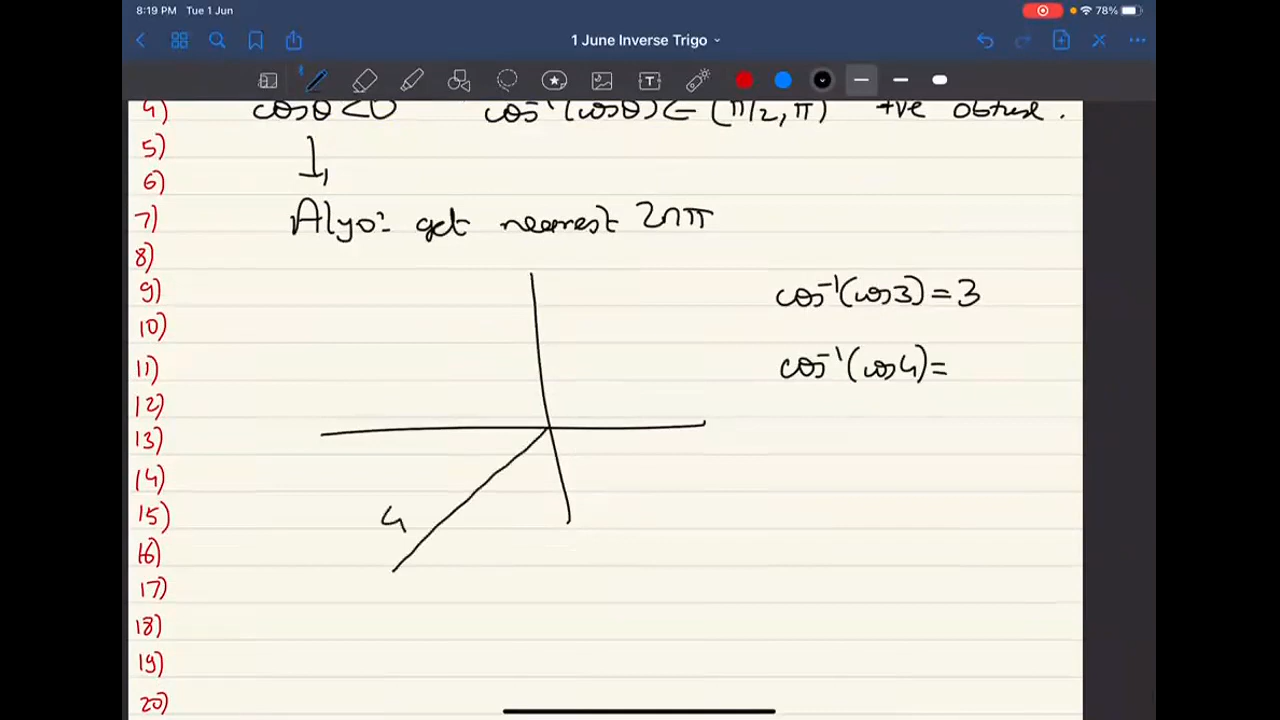 8:19 PM Tue 1 Jun
78%
1 June Inverse Trigo
4) cosθ<0 cos⁻¹(cosθ)∈(π/2, π) +ve obtuse.
5)
6)
7) Algo: get nearest 2nπ
8)
9) cos⁻¹(cos3)=3
10)
11) cos⁻¹(cos4)=
12)
13)
14)
15) 4
16)
17)
18)
19)
20)